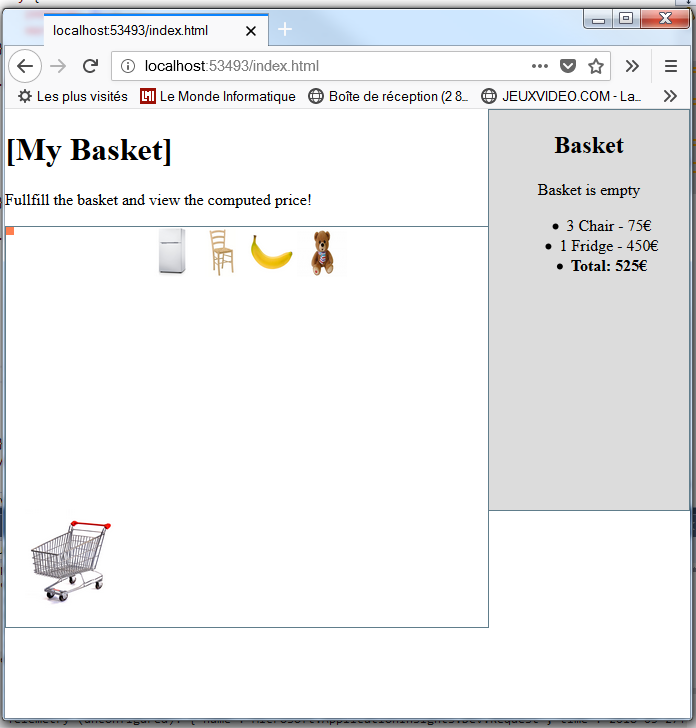 localhost:53493/index.html
localhost:53493/index.html
Les plus visités
Le Monde Informatique
Boîte de réception (2 8...
JEUXVIDEO.COM - La...
[My Basket]
Fullfill the basket and view the computed price!
Basket
Basket is empty
3 Chair - 75€
1 Fridge - 450€
Total: 525€